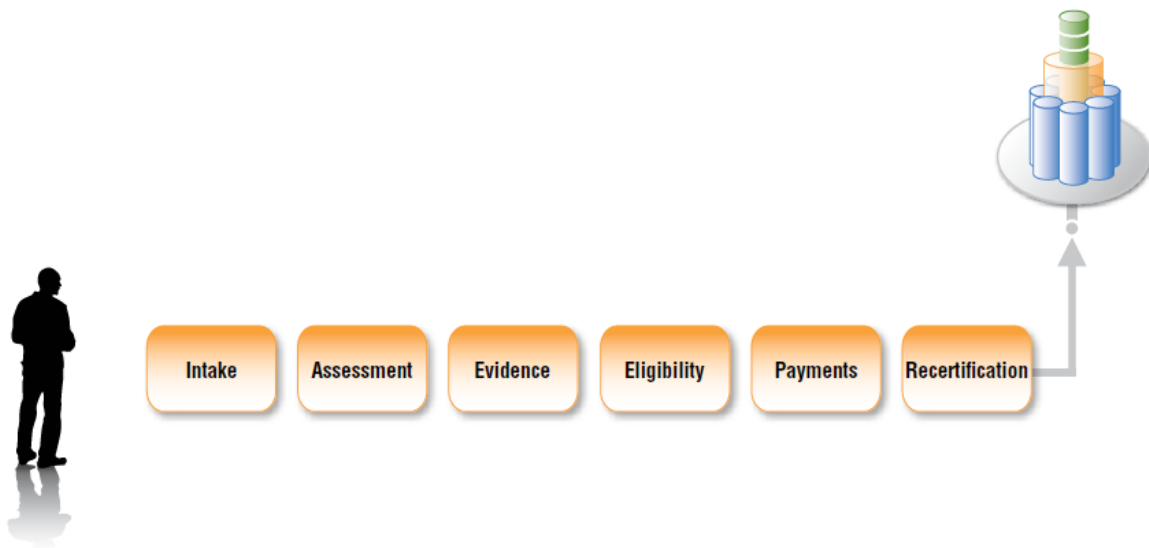 Intake
Assessment
Evidence
Eligibility
Payments
Recertification